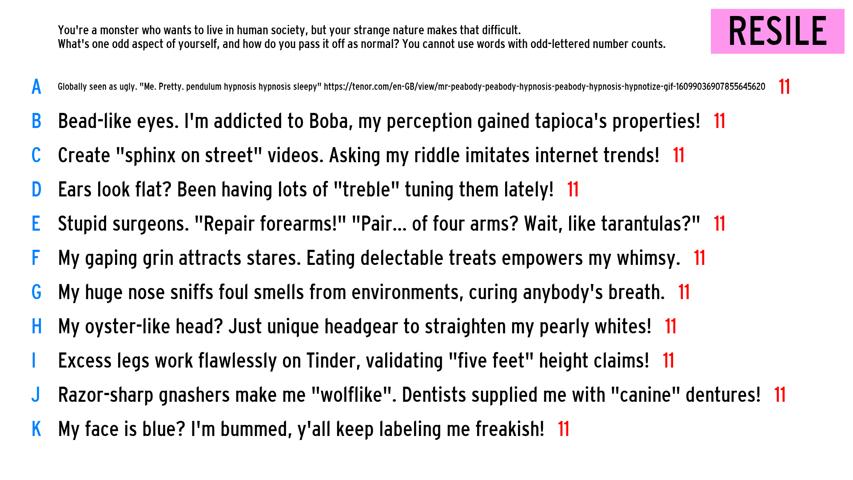 You're a monster who wants to live in human society, but your strange nature makes that difficult.
What's one odd aspect of yourself, and how do you pass it off as normal? You cannot use words with odd-lettered number counts.
RESILE
A Globally seen as ugly. "Me. Pretty. pendulum hypnosis hypnosis sleepy" https://tenor.com/en-GB/view/mr-peabody-peabody-hypnosis-peabody-hypnosis-hypnotize-gif-16099036907855645620 11
B Bead-like eyes. I'm addicted to Boba, my perception gained tapioca's properties! 11
C Create "sphinx on street" videos. Asking my riddle imitates internet trends! 11
D Ears look flat? Been having lots of "treble" tuning them lately! 11
E Stupid surgeons. "Repair forearms!" "Pair... of four arms? Wait, like tarantulas?" 11
F My gaping grin attracts stares. Eating delectable treats empowers my whimsy. 11
G My huge nose sniffs foul smells from environments, curing anybody's breath. 11
H My oyster-like head? Just unique headgear to straighten my pearly whites! 11
I Excess legs work flawlessly on Tinder, validating "five feet" height claims! 11
J Razor-sharp gnashers make me "wolflike". Dentists supplied me with "canine" dentures! 11
K My face is blue? I'm bummed, y'all keep labeling me freakish! 11